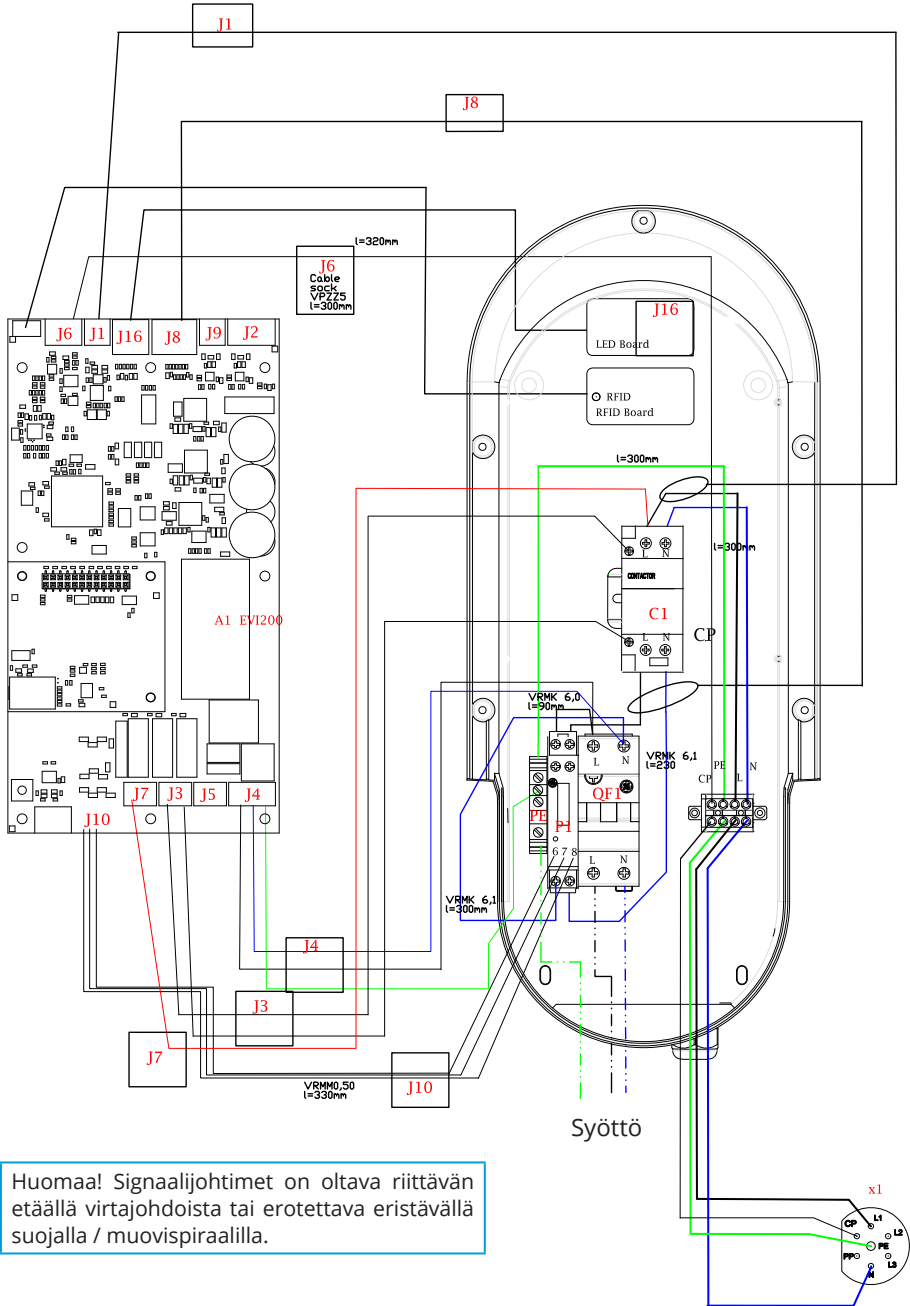 J1
J8
l=320mm
J6
Cable
sock
VPZZ5
l=300mm
J6
J1
J16
J8
J9
J2
J16
LED Board
RFID
RFID Board
l=300mm
L N
l=300mm
CONTACTOR
C1
A1 EVI200
L N
CP
VRMK 6,0
l=90mm
L N
VRMK 6,1
l=230
PE N
CP L
QF1
PE
P1
J7
J3
J5
J4
J10
6 7 8
L N
VRMK 6,1
l=300mm
J4
J3
J7
J10
VRMM0,50
l=330mm
Syöttö
Huomaa! Signaalijohtimet on oltava riittävän
etäällä virtajohdoista tai erotettava eristävällä
suojalla / muovispiraalilla.
x1
CP
L1
L2
PE
PP
L3
N